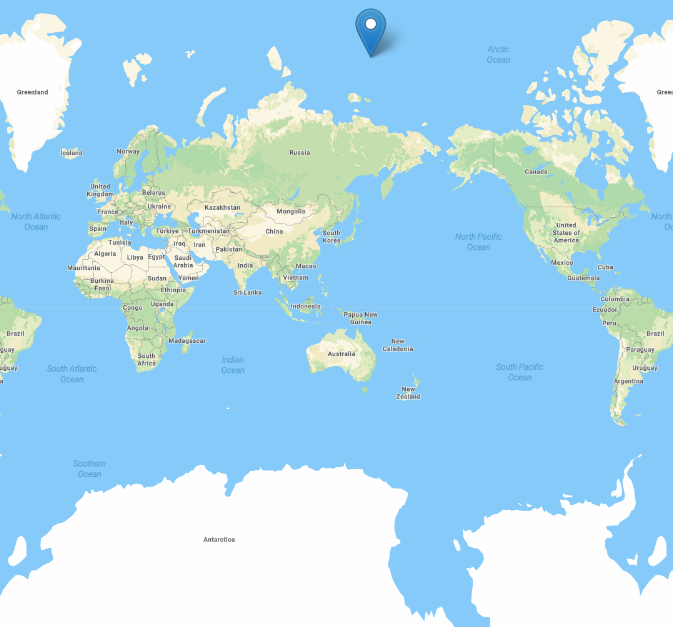 Arctic
Ocean
Greenland
Gree
Iceland
Norway
Russia
Canada
United
Kingdom
Belarus
Ukraine
France
Kazakhstan
Mongolia
Italy
Spain
Türkiye
Turkmenistan
China
South
Korea
North Atlantic
Ocean
North Pacific
Ocean
United
States of
America
North
Oc
Tunisia
Algeria
Libya
Egypt
Iraq
Iran
Pakistan
Saudi
Arabia
India
Macao
Mexico
Cuba
Mauritania
Burkina
Faso
Sudan
Yemen
Ethiopia
Vietnam
Guatemala
Sri Lanka
Congo
Uganda
Indonesia
Papua New
Guinea
Colombia
Ecuador
Peru
Brazil
Brazil
Angola
Madagascar
New
Caledonia
guay
Paraguay
South
Africa
Australia
Indian
Ocean
South Atlantic
Ocean
South Pacific
Ocean
uguay
Uruguay
a
Argentina
New
Zealand
Southern
Ocean
Antarctica